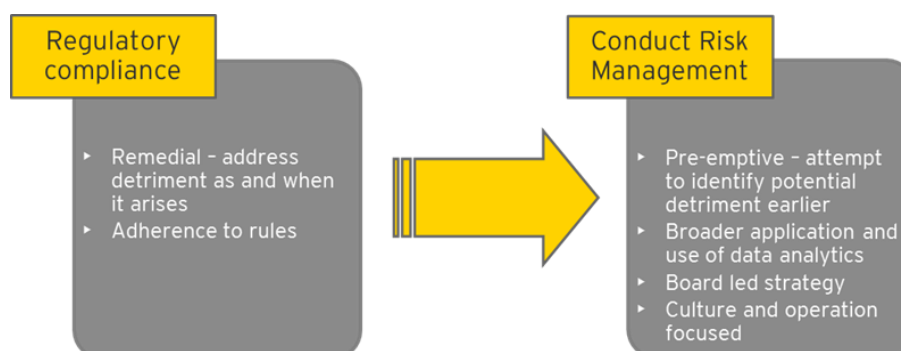 Regulatory
compliance
‣ Remedial – address
detriment as and when
it arises
‣ Adherence to rules
Conduct Risk
Management
‣ Pre-emptive – attempt
to identify potential
detriment earlier
‣ Broader application and
use of data analytics
‣ Board led strategy
‣ Culture and operation
focused